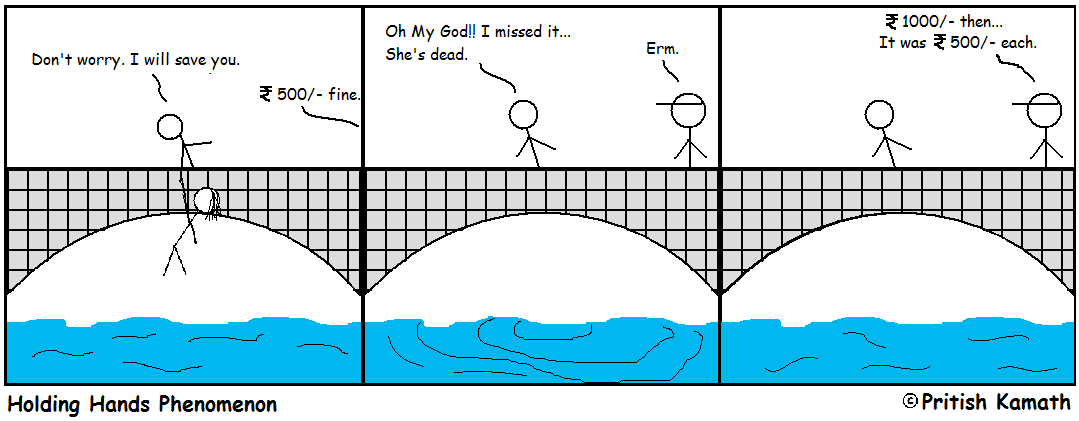 Don't worry. I will save you.
₹ 500/- fine.
Oh My God!! I missed it...
She's dead.
Erm.
₹ 1000/- then...
It was ₹ 500/- each.
Holding Hands Phenomenon
© Pritish Kamath